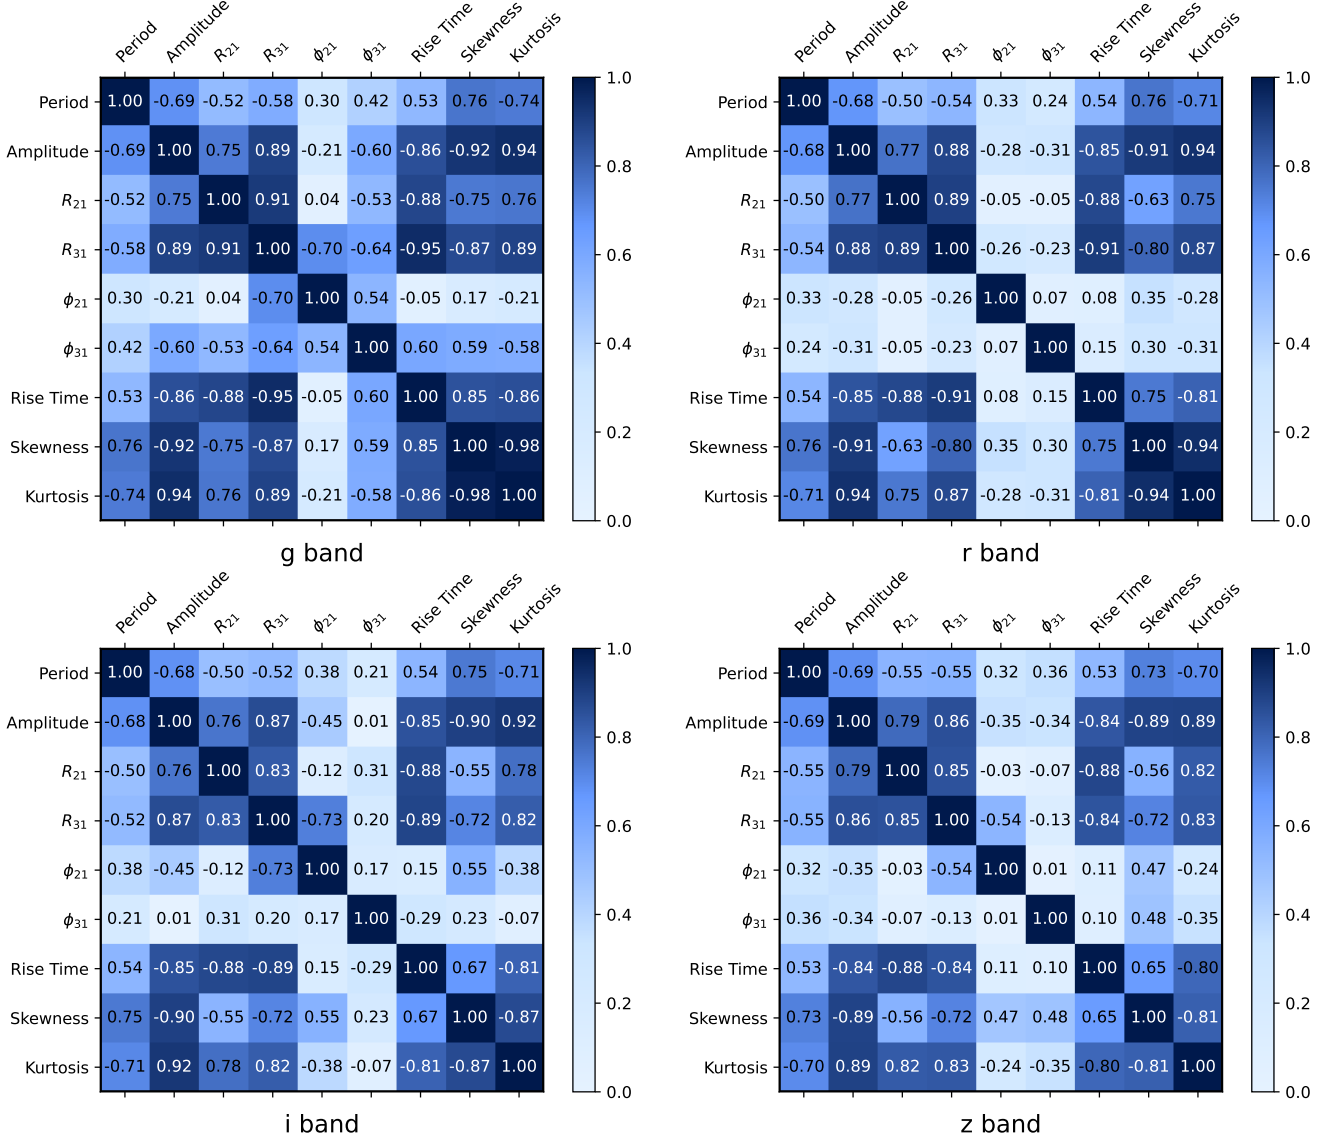 Period Amplitude R21 R31 ϕ21 ϕ31 Rise Time Skewness Kurtosis
Period 1.00 -0.69 -0.52 -0.58 0.30 0.42 0.53 0.76 -0.74
Amplitude -0.69 1.00 0.75 0.89 -0.21 -0.60 -0.86 -0.92 0.94
R21 -0.52 0.75 1.00 0.91 0.04 -0.53 -0.88 -0.75 0.76
R31 -0.58 0.89 0.91 1.00 -0.70 -0.64 -0.95 -0.87 0.89
ϕ21 0.30 -0.21 0.04 -0.70 1.00 0.54 -0.05 0.17 -0.21
ϕ31 0.42 -0.60 -0.53 -0.64 0.54 1.00 0.60 0.59 -0.58
Rise Time 0.53 -0.86 -0.88 -0.95 -0.05 0.60 1.00 0.85 -0.86
Skewness 0.76 -0.92 -0.75 -0.87 0.17 0.59 0.85 1.00 -0.98
Kurtosis -0.74 0.94 0.76 0.89 -0.21 -0.58 -0.86 -0.98 1.00
1.0
0.8
0.6
0.4
0.2
0.0
g band
Period Amplitude R21 R31 ϕ21 ϕ31 Rise Time Skewness Kurtosis
Period 1.00 -0.68 -0.50 -0.54 0.33 0.24 0.54 0.76 -0.71
Amplitude -0.68 1.00 0.77 0.88 -0.28 -0.31 -0.85 -0.91 0.94
R21 -0.50 0.77 1.00 0.89 -0.05 -0.05 -0.88 -0.63 0.75
R31 -0.54 0.88 0.89 1.00 -0.26 -0.23 -0.91 -0.80 0.87
ϕ21 0.33 -0.28 -0.05 -0.26 1.00 0.07 0.08 0.35 -0.28
ϕ31 0.24 -0.31 -0.05 -0.23 0.07 1.00 0.15 0.30 -0.31
Rise Time 0.54 -0.85 -0.88 -0.91 0.08 0.15 1.00 0.75 -0.81
Skewness 0.76 -0.91 -0.63 -0.80 0.35 0.30 0.75 1.00 -0.94
Kurtosis -0.71 0.94 0.75 0.87 -0.28 -0.31 -0.81 -0.94 1.00
1.0
0.8
0.6
0.4
0.2
0.0
r band
Period Amplitude R21 R31 ϕ21 ϕ31 Rise Time Skewness Kurtosis
Period 1.00 -0.68 -0.50 -0.52 0.38 0.21 0.54 0.75 -0.71
Amplitude -0.68 1.00 0.76 0.87 -0.45 0.01 -0.85 -0.90 0.92
R21 -0.50 0.76 1.00 0.83 -0.12 0.31 -0.88 -0.55 0.78
R31 -0.52 0.87 0.83 1.00 -0.73 0.20 -0.89 -0.72 0.82
ϕ21 0.38 -0.45 -0.12 -0.73 1.00 0.17 0.15 0.55 -0.38
ϕ31 0.21 0.01 0.31 0.20 0.17 1.00 -0.29 0.23 -0.07
Rise Time 0.54 -0.85 -0.88 -0.89 0.15 -0.29 1.00 0.67 -0.81
Skewness 0.75 -0.90 -0.55 -0.72 0.55 0.23 0.67 1.00 -0.87
Kurtosis -0.71 0.92 0.78 0.82 -0.38 -0.07 -0.81 -0.87 1.00
1.0
0.8
0.6
0.4
0.2
0.0
i band
Period Amplitude R21 R31 ϕ21 ϕ31 Rise Time Skewness Kurtosis
Period 1.00 -0.69 -0.55 -0.55 0.32 0.36 0.53 0.73 -0.70
Amplitude -0.69 1.00 0.79 0.86 -0.35 -0.34 -0.84 -0.89 0.89
R21 -0.55 0.79 1.00 0.85 -0.03 -0.07 -0.88 -0.56 0.82
R31 -0.55 0.86 0.85 1.00 -0.54 -0.13 -0.84 -0.72 0.83
ϕ21 0.32 -0.35 -0.03 -0.54 1.00 0.01 0.11 0.47 -0.24
ϕ31 0.36 -0.34 -0.07 -0.13 0.01 1.00 0.10 0.48 -0.35
Rise Time 0.53 -0.84 -0.88 -0.84 0.11 0.10 1.00 0.65 -0.80
Skewness 0.73 -0.89 -0.56 -0.72 0.47 0.48 0.65 1.00 -0.81
Kurtosis -0.70 0.89 0.82 0.83 -0.24 -0.35 -0.80 -0.81 1.00
1.0
0.8
0.6
0.4
0.2
0.0
z band